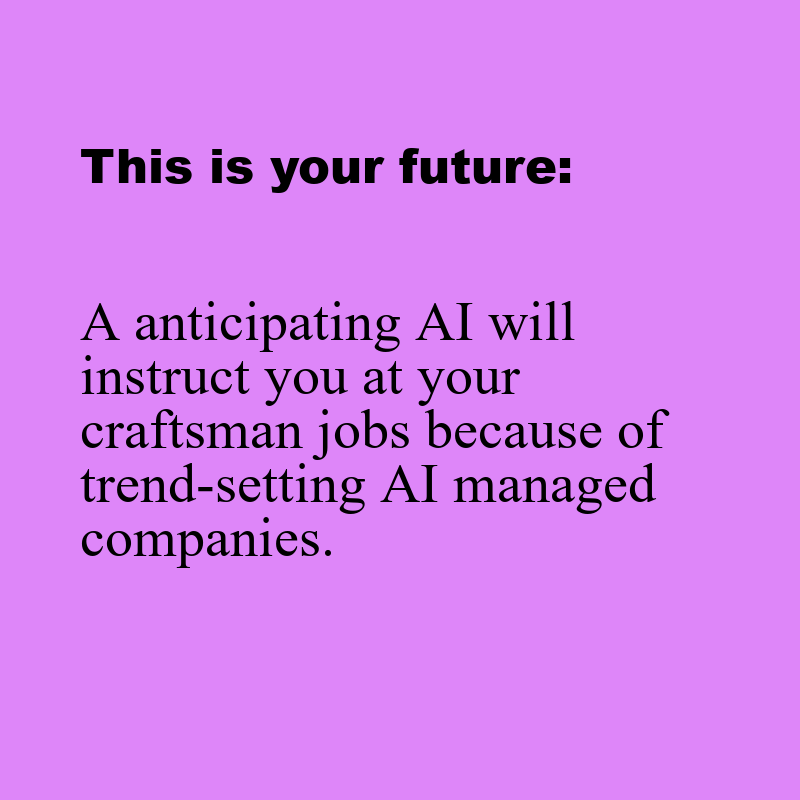 This is your future:
A anticipating AI will
instruct you at your
craftsman jobs because of
trend-setting AI managed
companies.